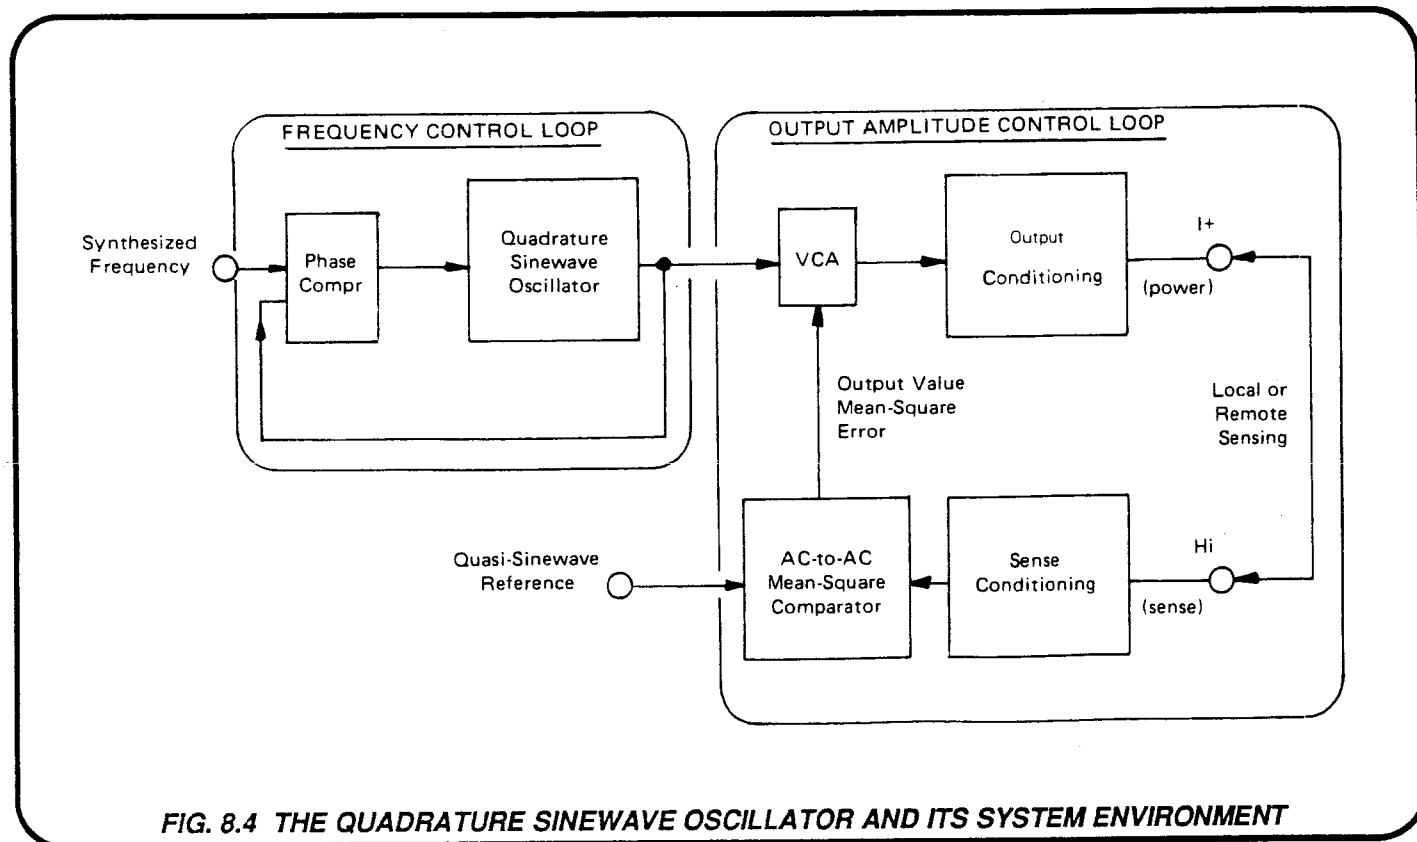 FREQUENCY CONTROL LOOP
OUTPUT AMPLITUDE CONTROL LOOP
Synthesized
Frequency
Phase
Compr
Quadrature
Sinewave
Oscillator
VCA
Output
Conditioning
I+
(power)
Output Value
Mean-Square
Error
Local or
Remote
Sensing
Quasi-Sinewave
Reference
AC-to-AC
Mean-Square
Comparator
Sense
Conditioning
Hi
(sense)
FIG. 8.4 THE QUADRATURE SINEWAVE OSCILLATOR AND ITS SYSTEM ENVIRONMENT